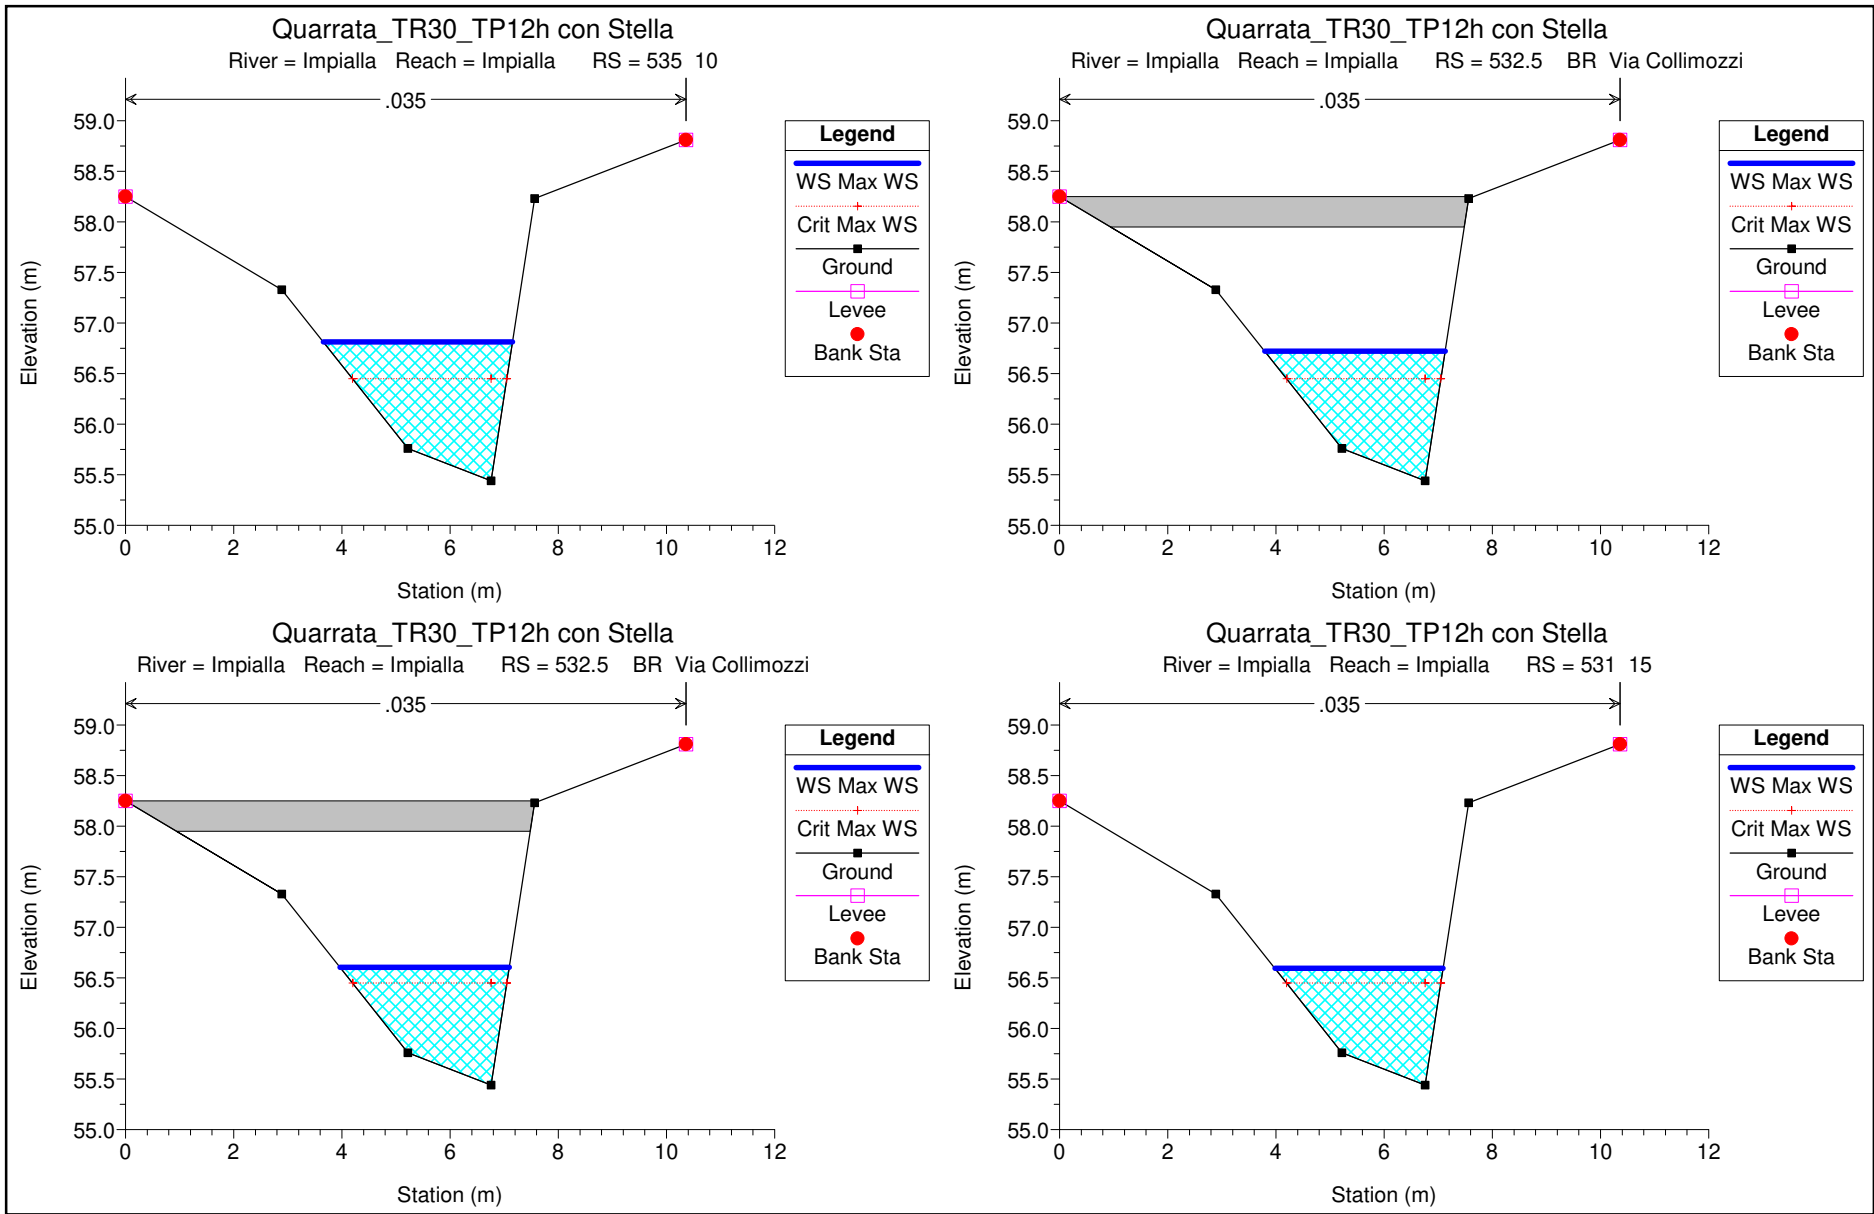 Quarrata_TR30_TP12h con Stella
River = Impialla Reach = Impialla RS = 535 10
.035
59.0
58.5
58.0
57.5
57.0
56.5
56.0
55.5
55.0
0 2 4 6 8 10 12
Elevation (m)
Station (m)
Legend
WS Max WS
Crit Max WS
Ground
Levee
Bank Sta
Quarrata_TR30_TP12h con Stella
River = Impialla Reach = Impialla RS = 532.5 BR Via Collimozzi
.035
59.0
58.5
58.0
57.5
57.0
56.5
56.0
55.5
55.0
0 2 4 6 8 10 12
Elevation (m)
Station (m)
Legend
WS Max WS
Crit Max WS
Ground
Levee
Bank Sta
Quarrata_TR30_TP12h con Stella
River = Impialla Reach = Impialla RS = 532.5 BR Via Collimozzi
.035
59.0
58.5
58.0
57.5
57.0
56.5
56.0
55.5
55.0
0 2 4 6 8 10 12
Elevation (m)
Station (m)
Legend
WS Max WS
Crit Max WS
Ground
Levee
Bank Sta
Quarrata_TR30_TP12h con Stella
River = Impialla Reach = Impialla RS = 531 15
.035
59.0
58.5
58.0
57.5
57.0
56.5
56.0
55.5
55.0
0 2 4 6 8 10 12
Elevation (m)
Station (m)
Legend
WS Max WS
Crit Max WS
Ground
Levee
Bank Sta